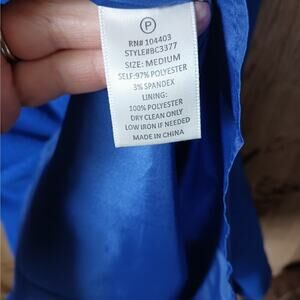 P
RN# 104403
STYLE#BC3377
SIZE: MEDIUM
SELF:97% POLYESTER
3% SPANDEX
LINING:
100% POLYESTER
DRY CLEAN ONLY
LOW IRON IF NEEDED
MADE IN CHINA